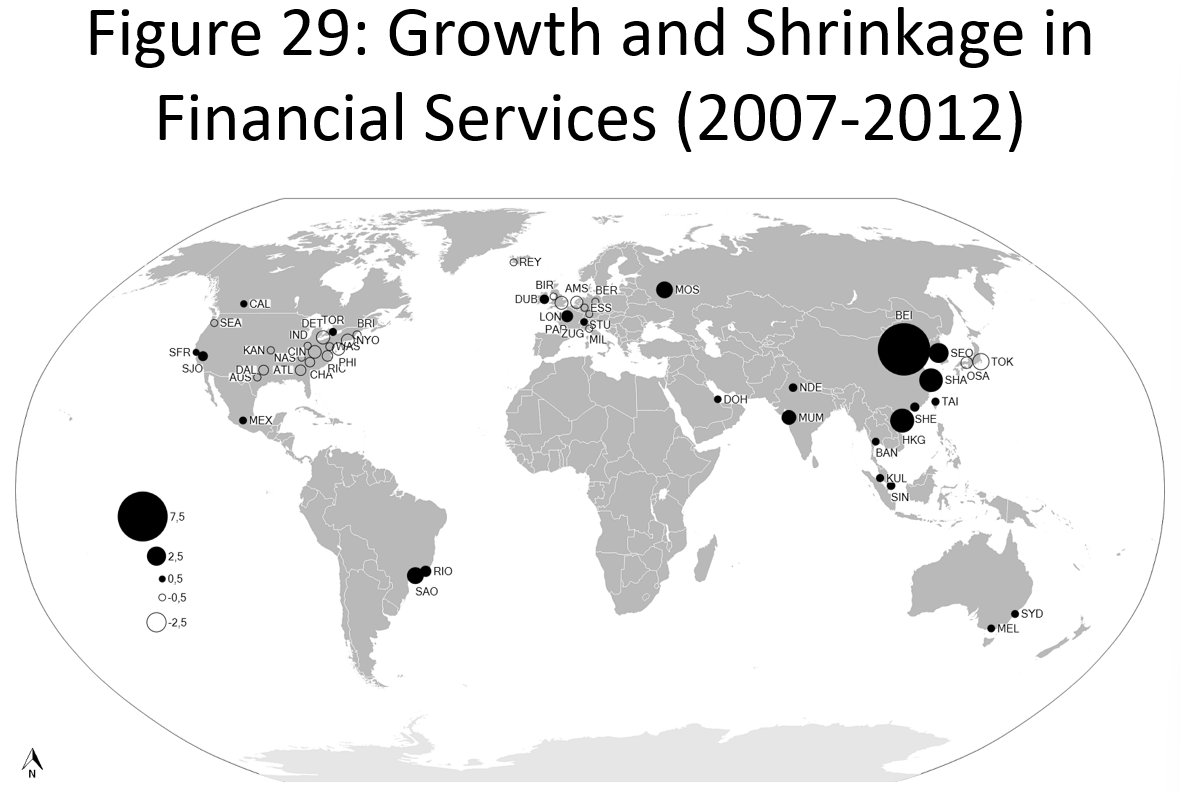 Figure 29: Growth and Shrinkage in
Financial Services (2007-2012)
REY
CAL
BIR
AMS
BER
DUB
ESS
MOS
LON
SEA
DET
TOR
BRI
BEI
PAR
ZUG
STU
MIL
IND
NYO
SFR
KAN
CIN
WAS
SEO
TOK
SJO
NAS
PHI
OSA
DAL
ATL
RIC
AUS
CHA
SHA
NDE
DOH
TAI
MEX
MUM
SHE
HKG
BAN
KUL
SIN
7,5
2,5
0,5
-0,5
-2,5
RIO
SAO
SYD
MEL
N